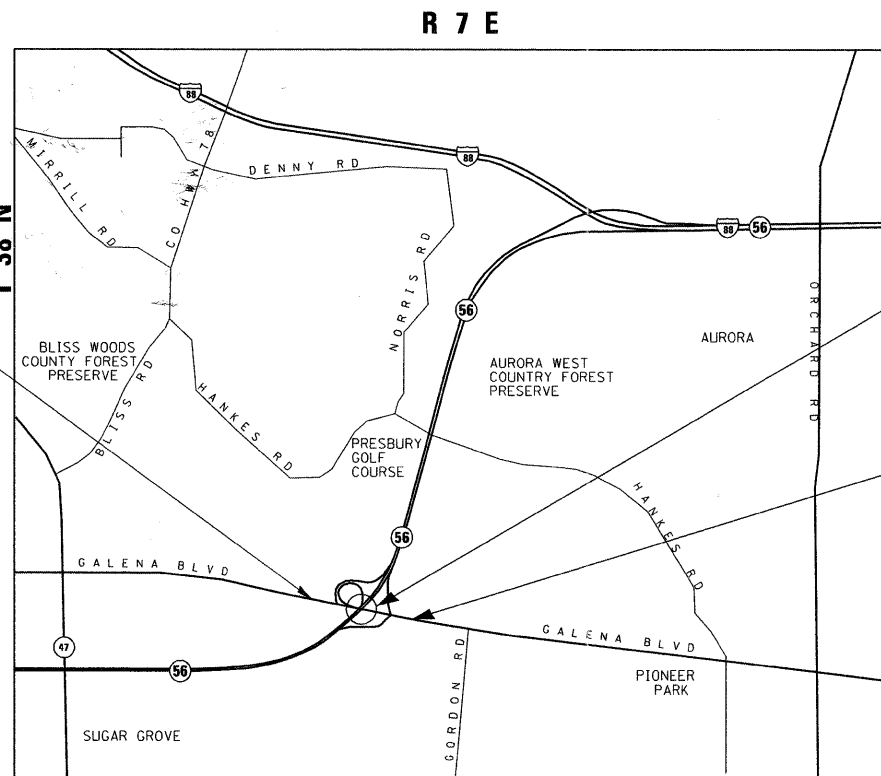 R 7 E
88
CO HWM 78
MIRRILL RD
DENNY RD
88
88
56
T 38 N
NORRIS RD
56
ORCHARD RD
BLISS WOODS
COUNTY FOREST
PRESERVE
AURORA
AURORA WEST
COUNTRY FOREST
PRESERVE
BLISS RD
HANKES RD
PRESBURY
GOLF
COURSE
HANKES RD
56
GALENA BLVD
GALENA BLVD
47
56
GORDON RD
PIONEER
PARK
SUGAR GROVE